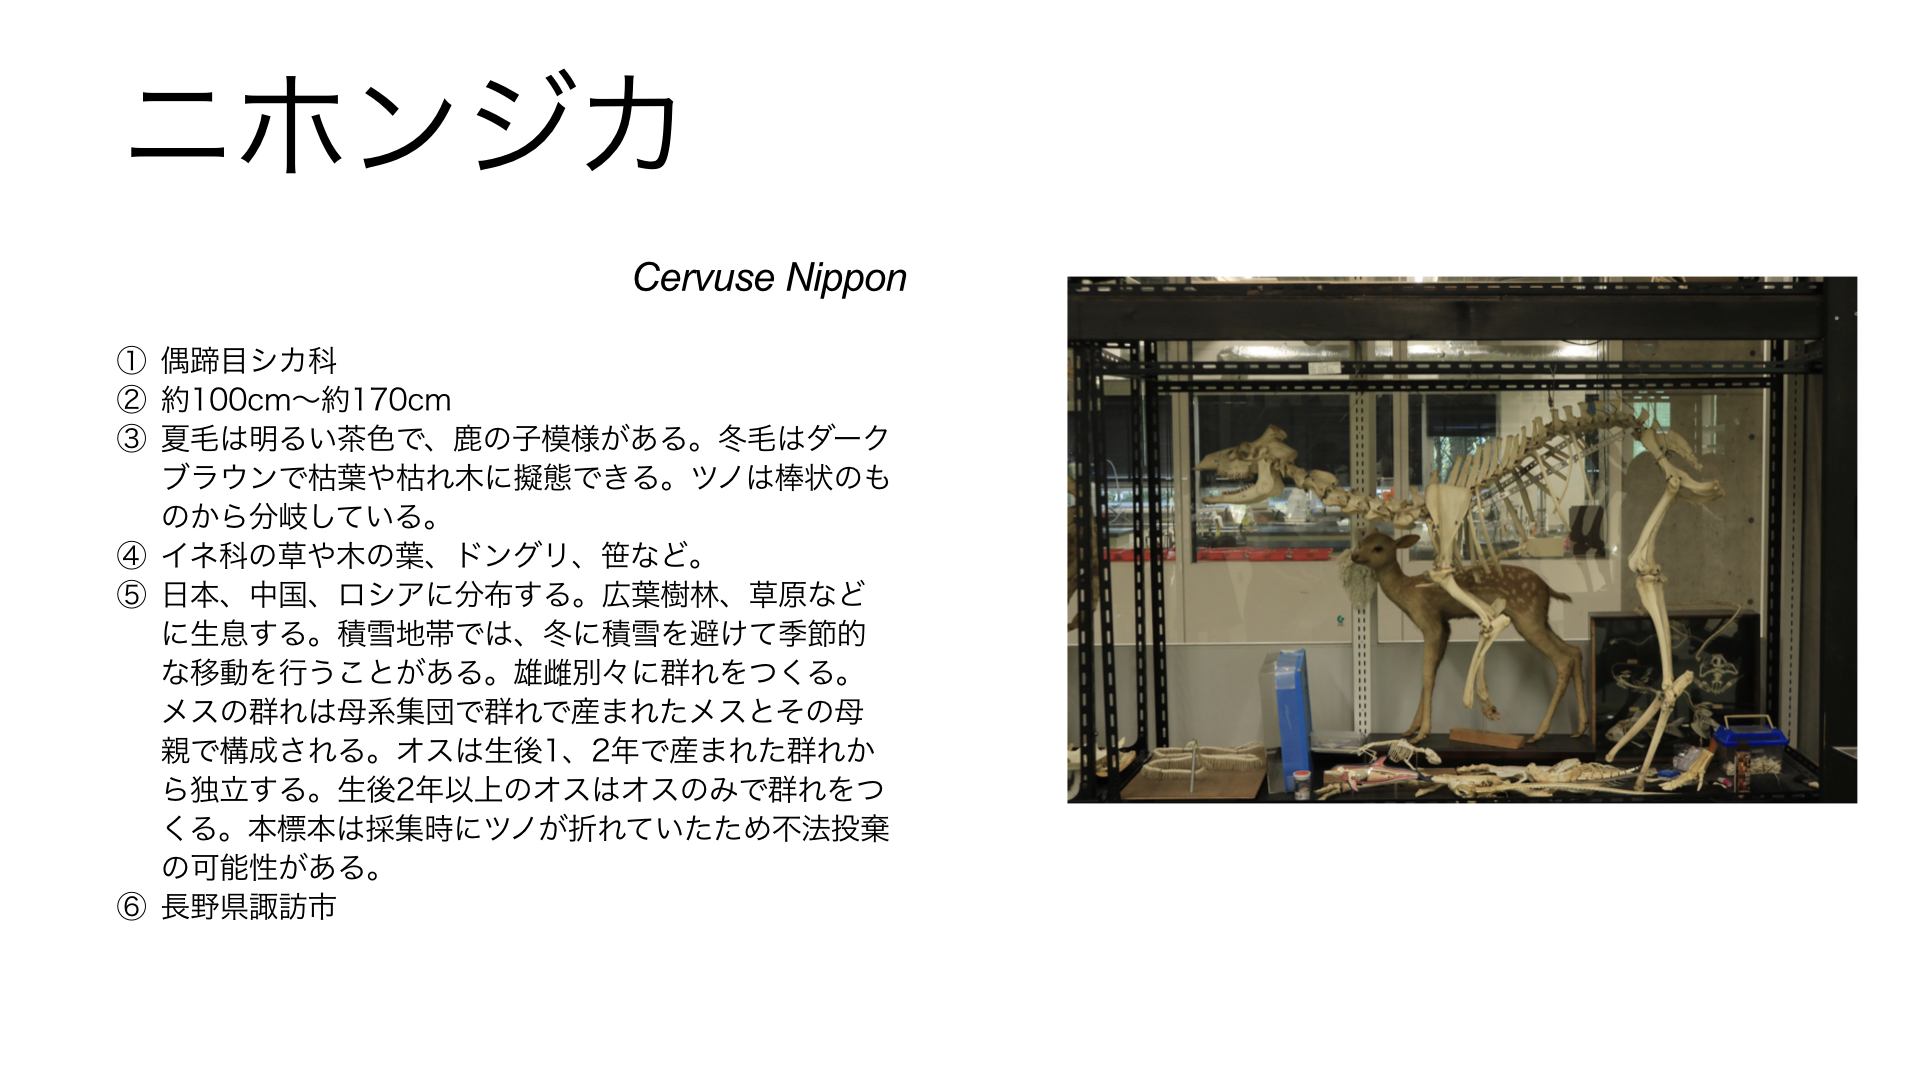 ニホンジカ
Cervuse Nippon
① 偶蹄目シカ科
② 約100cm〜約170cm
③ 夏毛は明るい茶色で、鹿の子模様がある。冬毛はダーク
ブラウンで枯葉や枯れ木に擬態できる。ツノは棒状のも
のから分岐している。
④ イネ科の草や木の葉、ドングリ、笹など。
⑤ 日本、中国、ロシアに分布する。広葉樹林、草原など
に生息する。積雪地帯では、冬に積雪を避けて季節的
な移動を行うことがある。雄雌別々に群れをつくる。
メスの群れは母系集団で群れで産まれたメスとその母
親で構成される。オスは生後1、2年で産まれた群れか
ら独立する。生後2年以上のオスはオスのみで群れをつ
くる。本標本は採集時にツノが折れていたため不法投棄
の可能性がある。
⑥ 長野県諏訪市